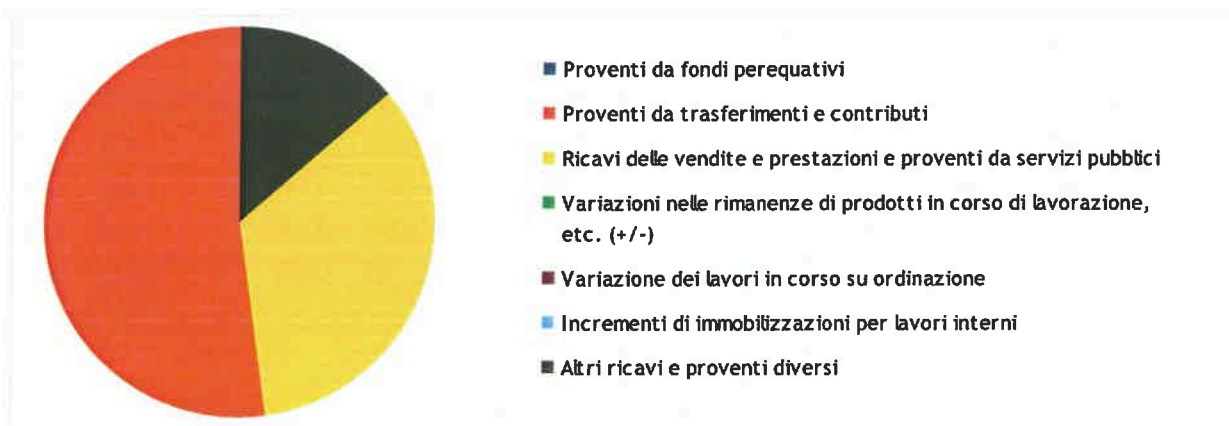 Proventi da fondi perequativi
Proventi da trasferimenti e contributi
Ricavi delle vendite e prestazioni e proventi da servizi pubblici
Variazioni nelle rimanenze di prodotti in corso di lavorazione,
etc. (+/-)
Variazione dei lavori in corso su ordinazione
Incrementi di immobilizzazioni per lavori interni
Altri ricavi e proventi diversi